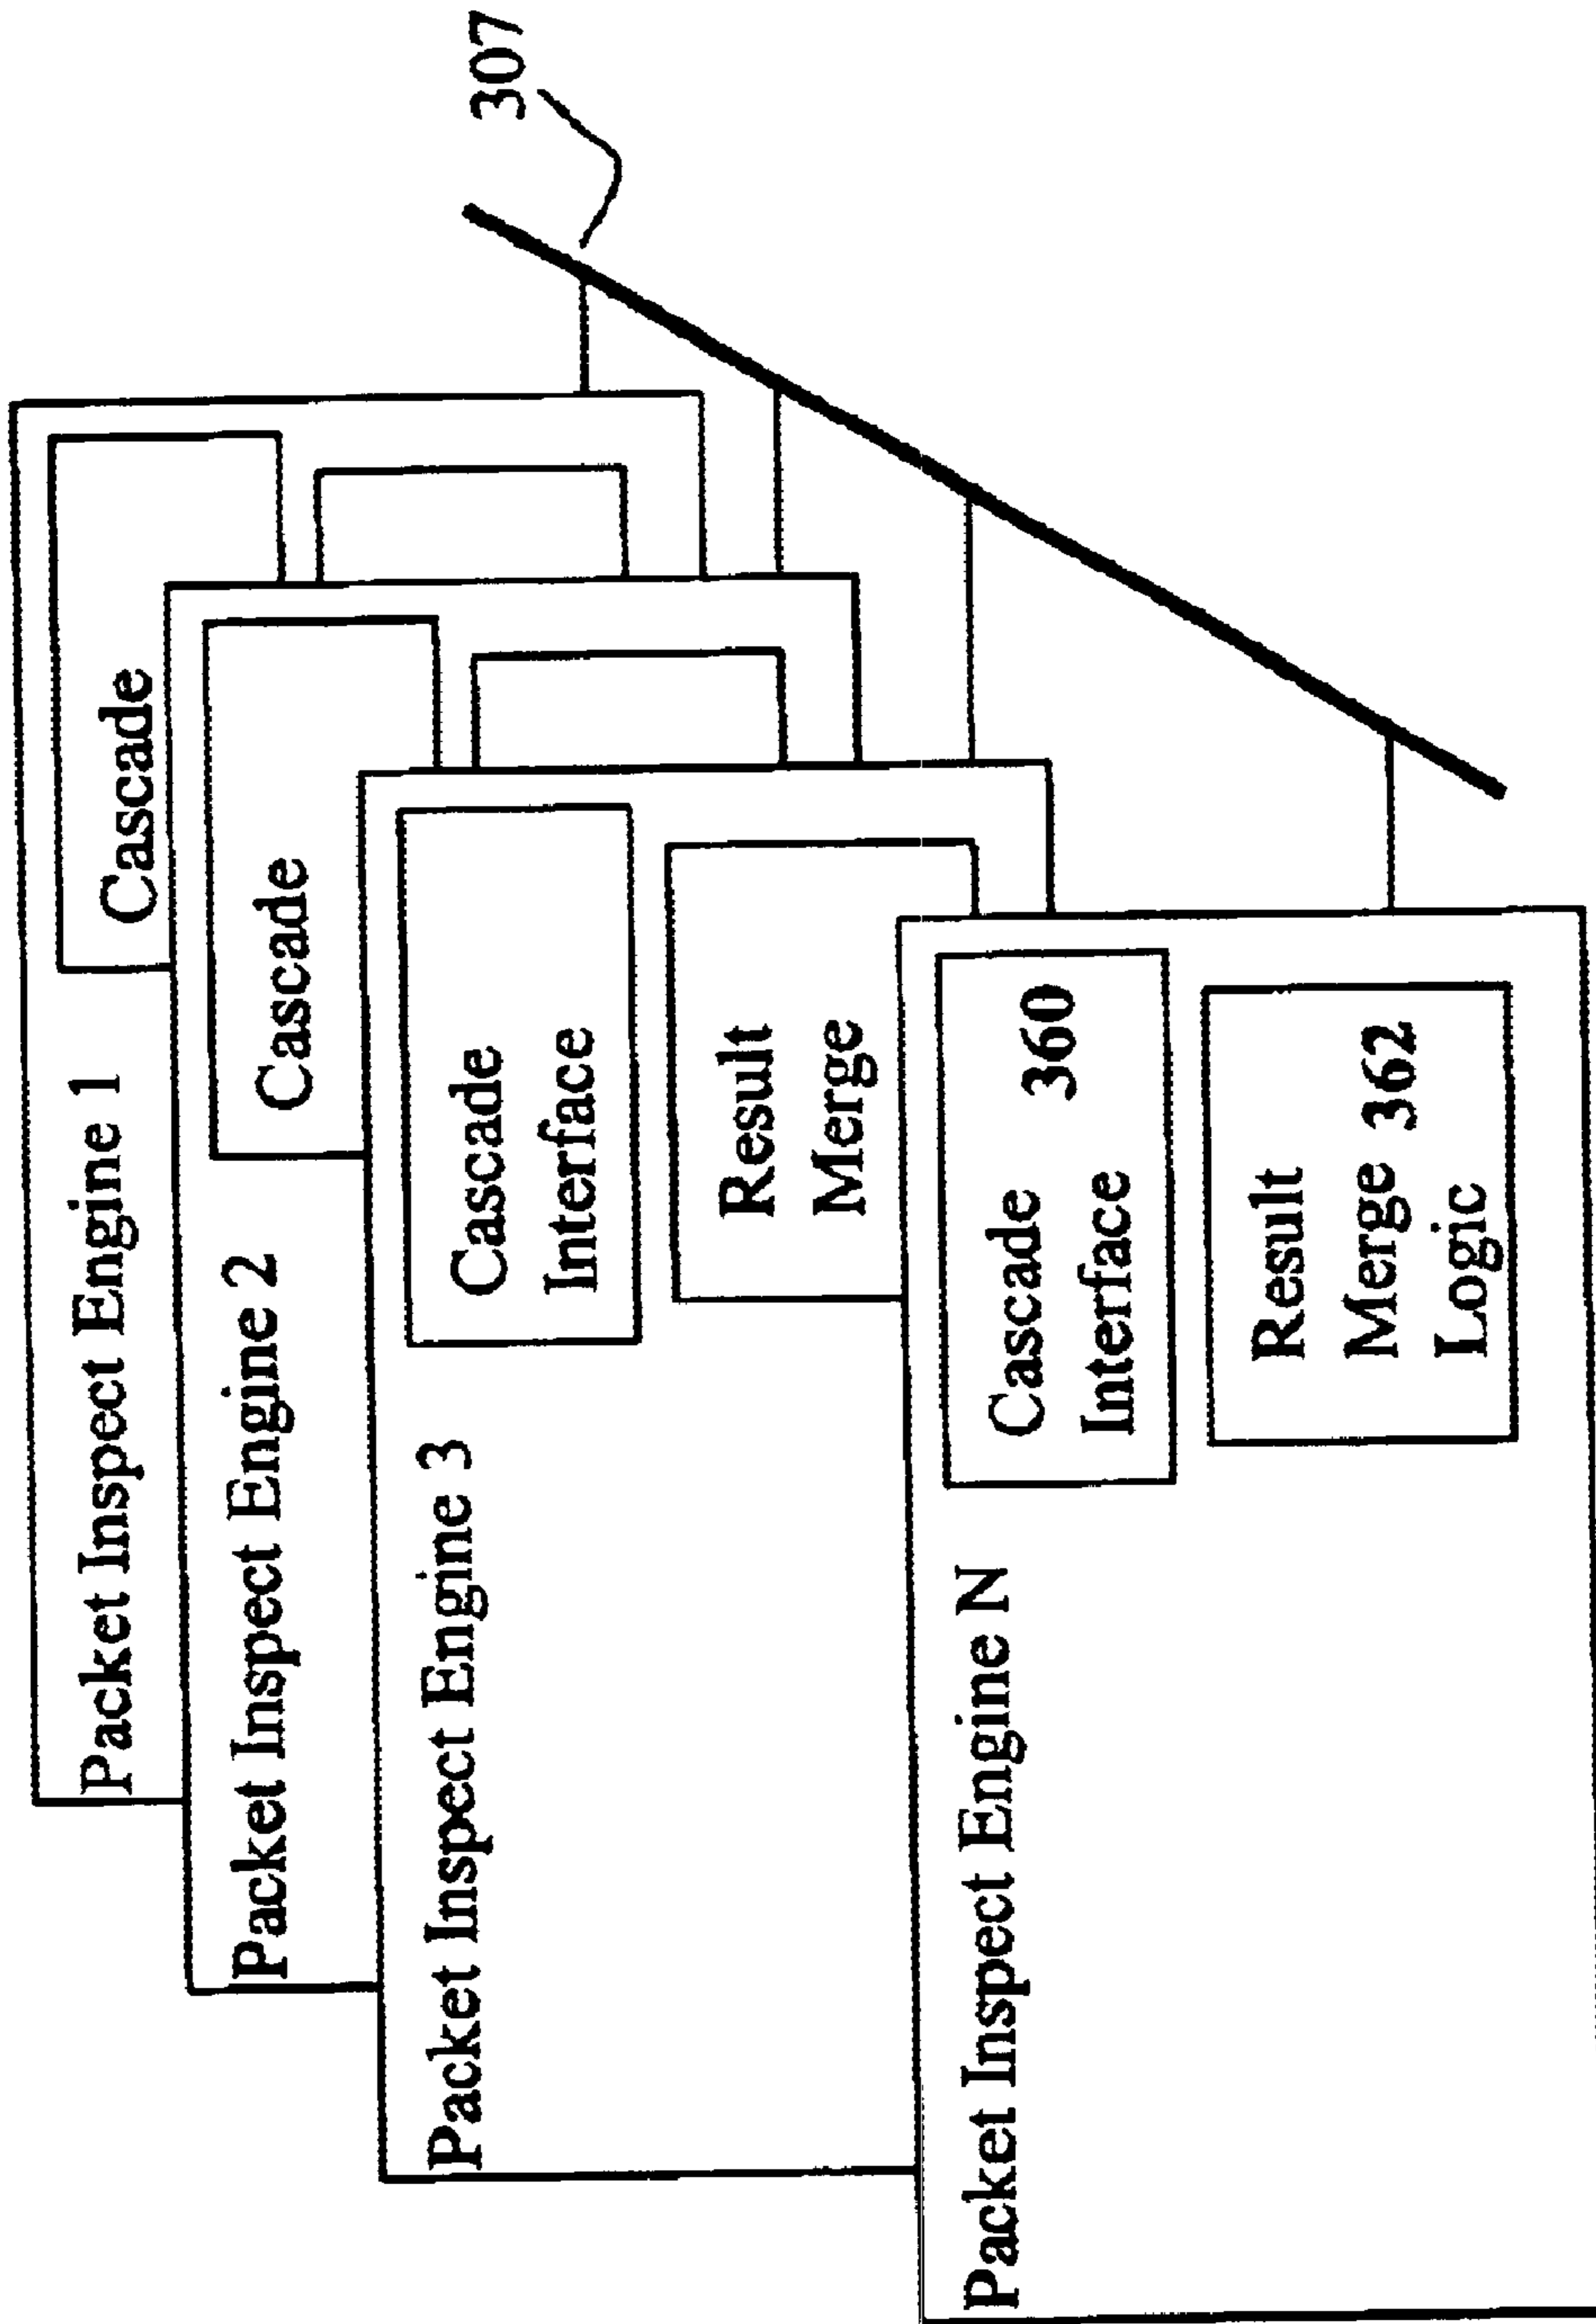 Packet Inspect Engine 1
Cascade
307
Packet Inspect Engine 2
Cascade
Packet Inspect Engine 3
Cascade
Interface
Result
Merge
Packet Inspect Engine N
Cascade 360
Interface
Result
Merge 362
Logic